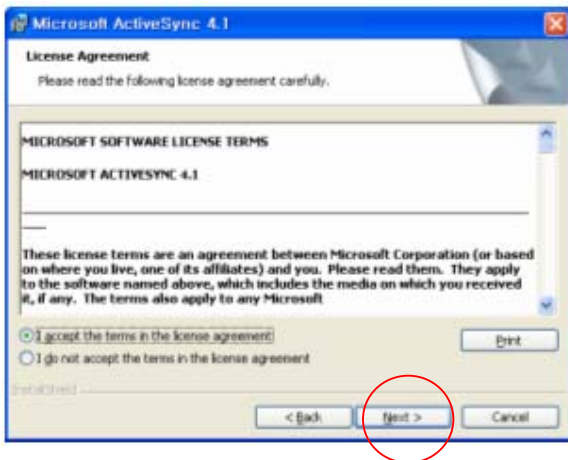 Microsoft ActiveSync 4.1
License Agreement
Please read the following license agreement carefully.
MICROSOFT SOFTWARE LICENSE TERMS
MICROSOFT ACTIVESYNC 4.1
These license terms are an agreement between Microsoft Corporation (or based
on where you live, one of its affiliates) and you. Please read them. They apply
to the software named above, which includes the media on which you received
it, if any. The terms also apply to any Microsoft
I accept the terms in the license agreement
Print
I do not accept the terms in the license agreement
InstallShield
< Back
Next >
Cancel